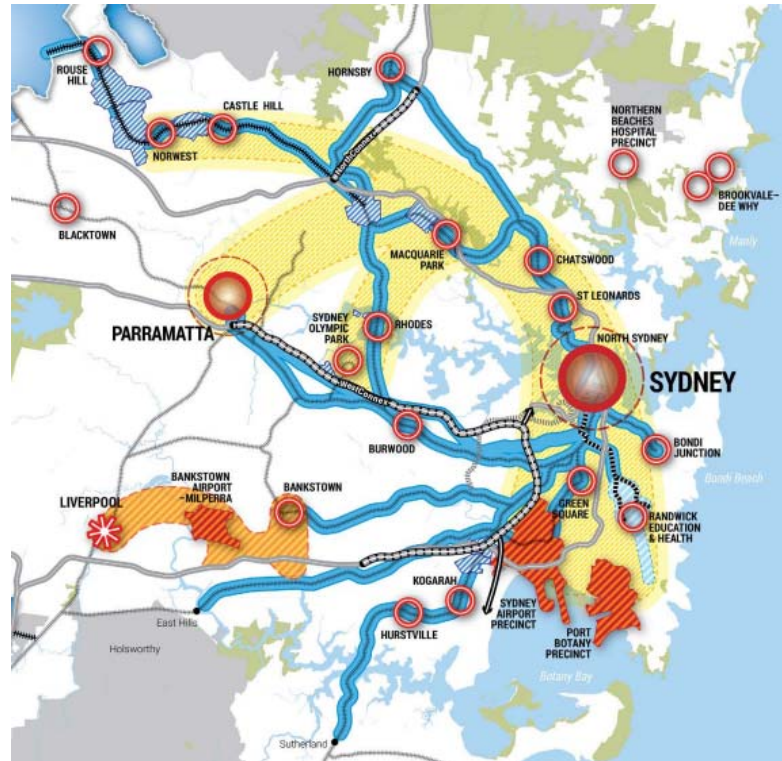 ROUSE
HILL
HORNSBY
CASTLE HILL
NORTHERN
BEACHES
HOSPITAL
PRECINCT
NORWEST
NorthConnex
BROOKVALE–
DEE WHY
BLACKTOWN
MACQUARIE
PARK
CHATSWOOD
Manly
ST LEONARDS
PARRAMATTA
SYDNEY
OLYMPIC
PARK
RHODES
NORTH SYDNEY
SYDNEY
WestConnex
BURWOOD
BONDI
JUNCTION
Bondi Beach
LIVERPOOL
BANKSTOWN
AIRPORT
–MILPERRA
BANKSTOWN
GREEN
SQUARE
RANDWICK
EDUCATION
& HEALTH
KOGARAH
SYDNEY
AIRPORT
PRECINCT
East Hills
HURSTVILLE
PORT
BOTANY
PRECINCT
Holsworthy
Botany Bay
Sutherland